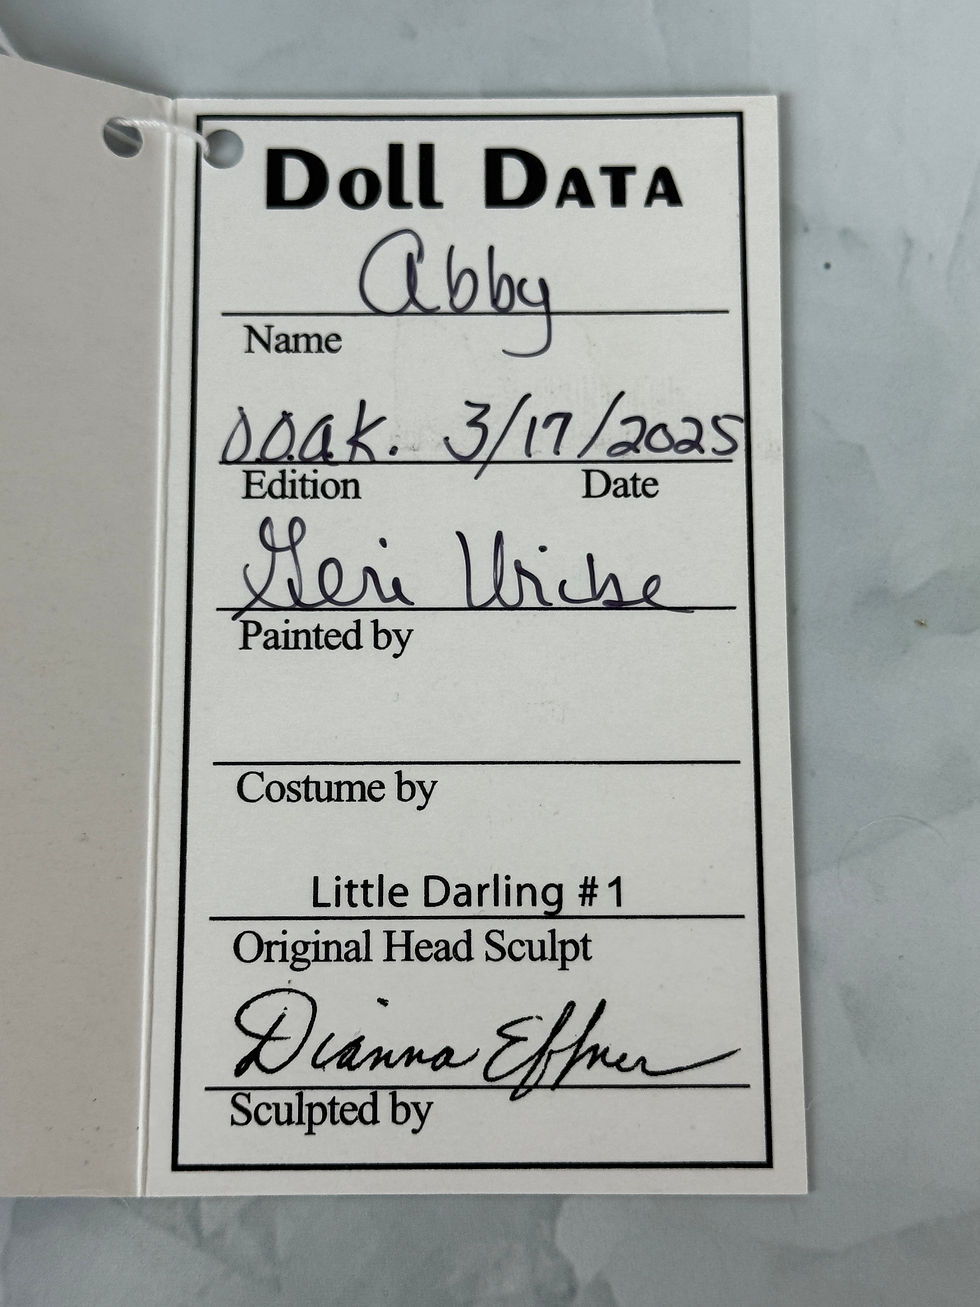 Doll Data
Abby
Name
O.O.a.k. 3/17/2025
Edition Date
Geri Uribe
Painted by
Costume by
Little Darling #1
Original Head Sculpt
Dianna Effner
Sculpted by